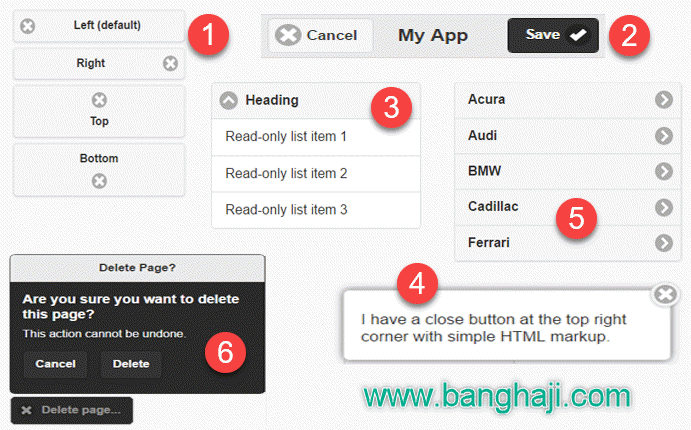 Left (default)
Right
Top
Bottom
1
Cancel
My App
Save
2
Heading
3
Read-only list item 1
Read-only list item 2
Read-only list item 3
Acura
Audi
BMW
Cadillac
Ferrari
5
4
I have a close button at the top right
corner with simple HTML markup.
Delete Page?
Are you sure you want to delete
this page?
This action cannot be undone.
Cancel Delete
6
Delete page...
www.banghaji.com